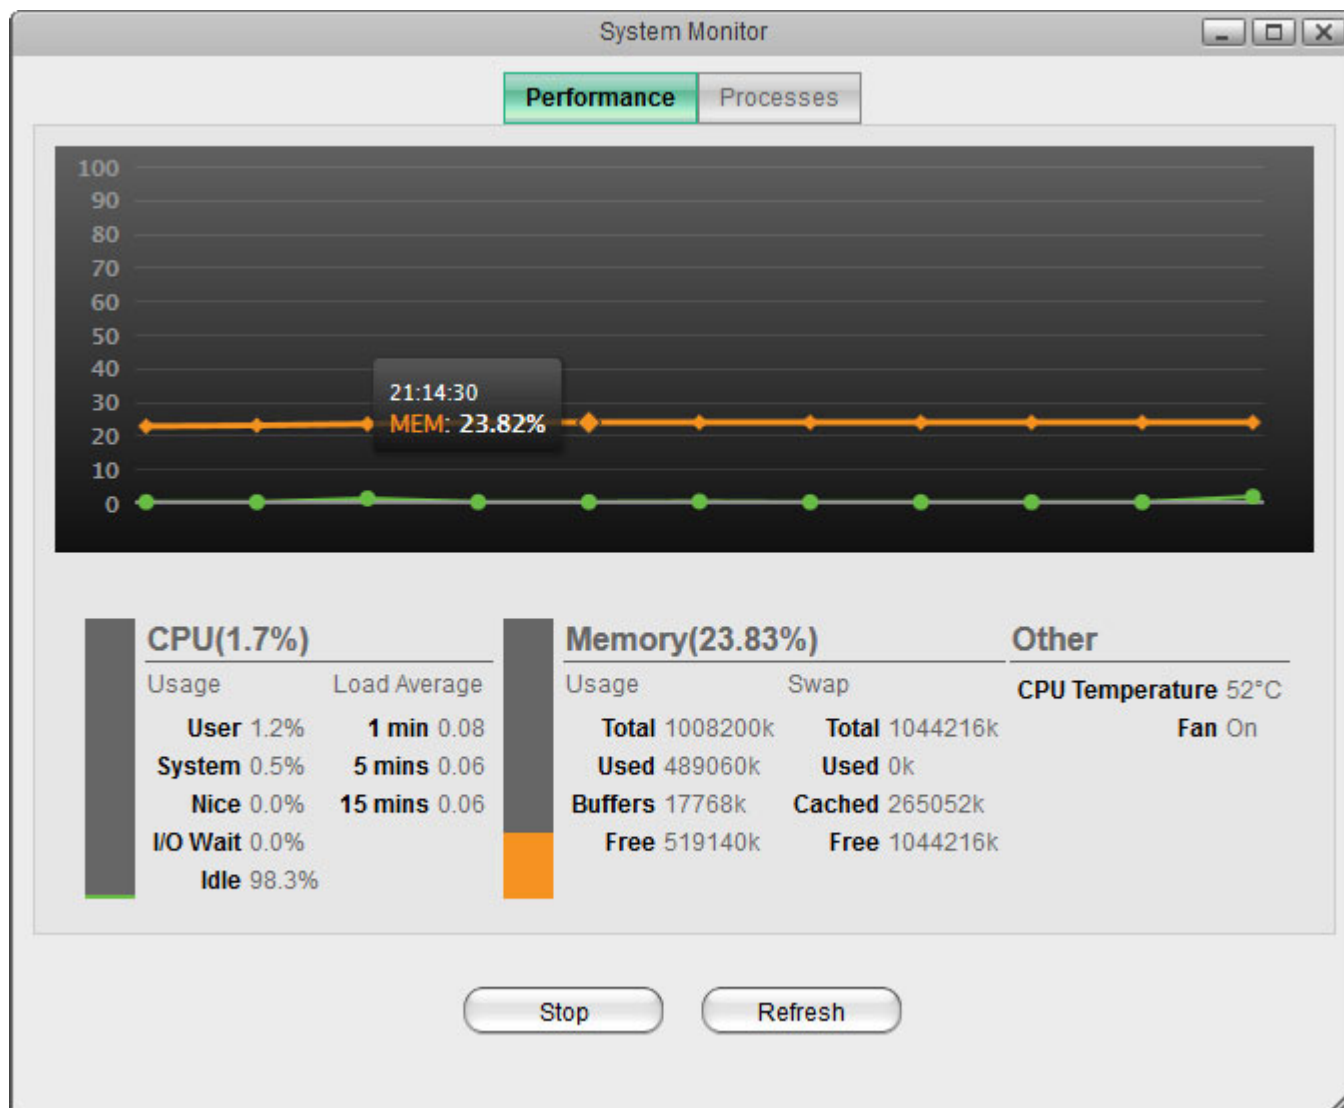 System Monitor
Performance Processes
100
90
80
70
60
50
40
30
20
10
0
21:14:30
MEM: 23.82%
CPU(1.7%) Memory(23.83%) Other
Usage Load Average Usage Swap CPU Temperature 52°C
User 1.2% 1 min 0.08 Total 1008200k Total 1044216k Fan On
System 0.5% 5 mins 0.06 Used 489060k Used 0k
Nice 0.0% 15 mins 0.06 Buffers 17768k Cached 265052k
I/O Wait 0.0% Free 519140k Free 1044216k
Idle 98.3%
Stop Refresh